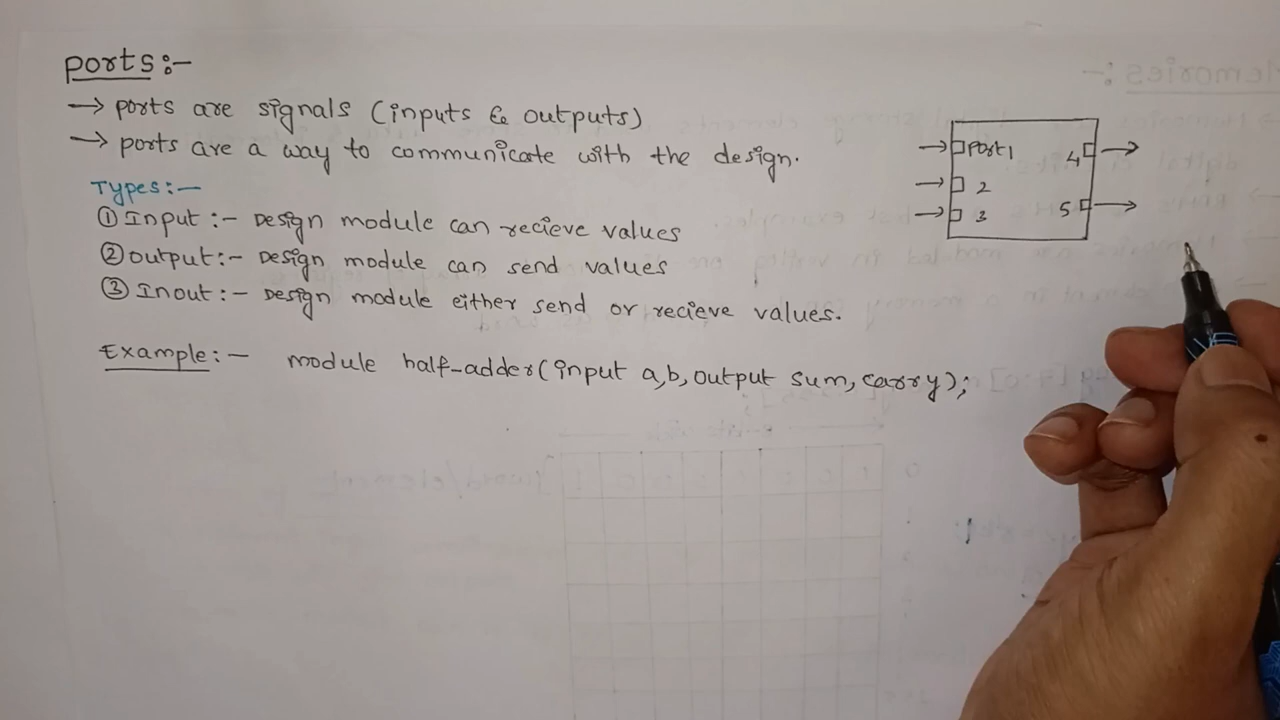 Ports:-
→ ports are signals (inputs & outputs)
→ ports are a way to communicate with the design.
Types:-
① Input :- Design module can recieve values
② output:- Design module can send values
③ Inout :- Design module either send or recieve values.
Example:- module half-adder(input a,b, output sum, carry);
Port1
4
2
3
5